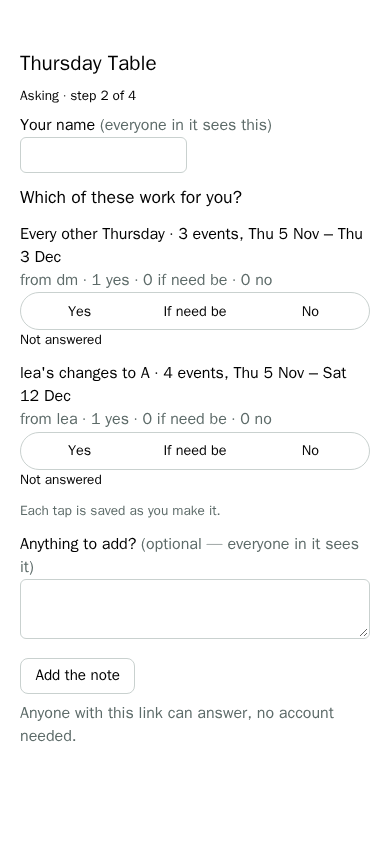 Thursday Table
Asking · step 2 of 4
Your name (everyone in it sees this)
Which of these work for you?
Every other Thursday · 3 events, Thu 5 Nov – Thu
3 Dec
from dm · 1 yes · 0 if need be · 0 no
Yes If need be No
Not answered
lea's changes to A · 4 events, Thu 5 Nov – Sat
12 Dec
from lea · 1 yes · 0 if need be · 0 no
Yes If need be No
Not answered
Each tap is saved as you make it.
Anything to add? (optional — everyone in it sees
it)
Add the note
Anyone with this link can answer, no account
needed.